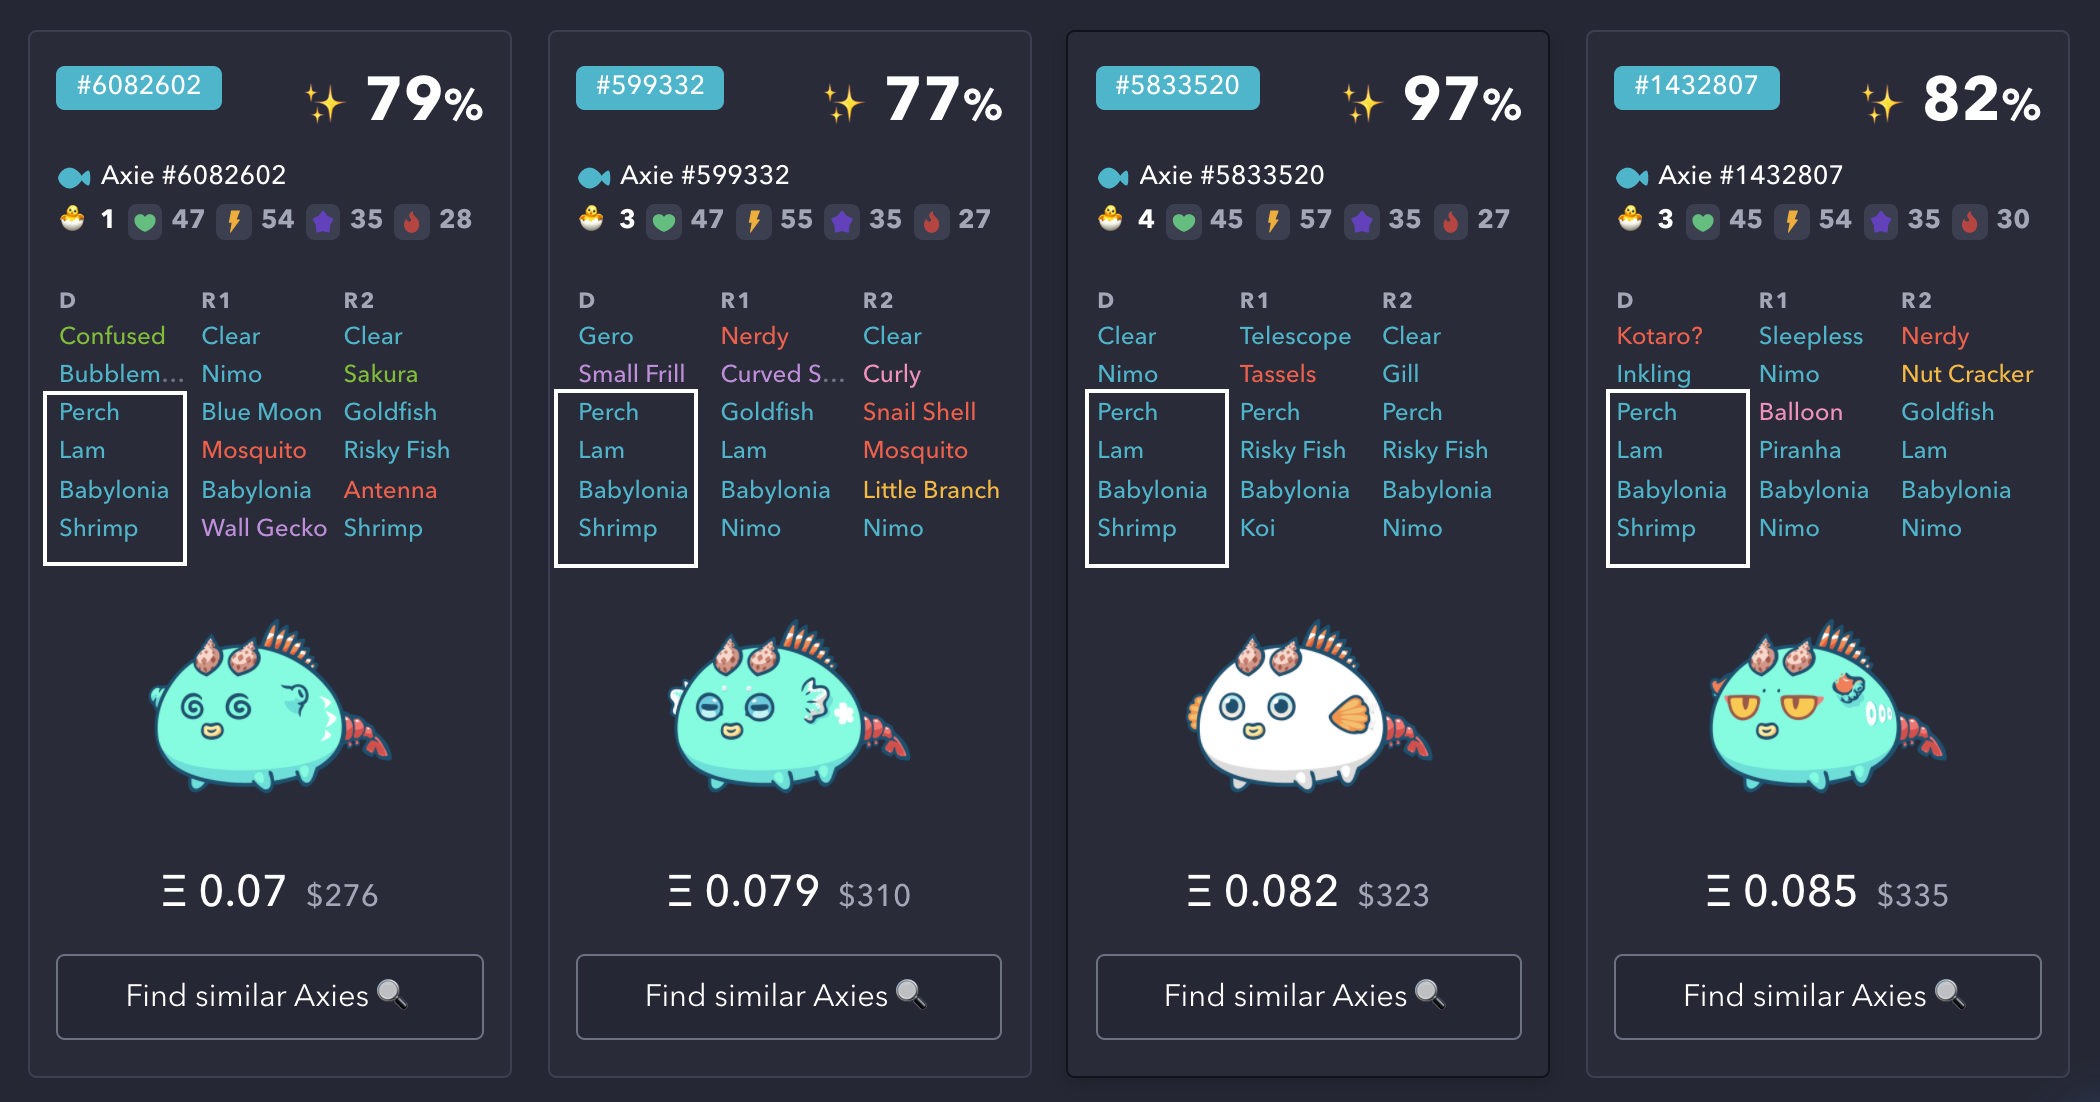 #6082602 79%
Axie #6082602
1 47 54 35 28
D R1 R2
Confused Clear Clear
Bubblem... Nimo Sakura
Perch Blue Moon Goldfish
Lam Mosquito Risky Fish
Babylonia Babylonia Antenna
Shrimp Wall Gecko Shrimp
Ξ 0.07 $276
Find similar Axies
#599332 77%
Axie #599332
3 47 55 35 27
D R1 R2
Gero Nerdy Clear
Small Frill Curved S... Curly
Perch Goldfish Snail Shell
Lam Lam Mosquito
Babylonia Babylonia Little Branch
Shrimp Nimo Nimo
Ξ 0.079 $310
Find similar Axies
#5833520 97%
Axie #5833520
4 45 57 35 27
D R1 R2
Clear Telescope Clear
Nimo Tassels Gill
Perch Perch Perch
Lam Risky Fish Risky Fish
Babylonia Babylonia Babylonia
Shrimp Koi Nimo
Ξ 0.082 $323
Find similar Axies
#1432807 82%
Axie #1432807
3 45 54 35 30
D R1 R2
Kotaro? Sleepless Nerdy
Inkling Nimo Nut Cracker
Perch Balloon Goldfish
Lam Piranha Lam
Babylonia Babylonia Babylonia
Shrimp Nimo Nimo
Ξ 0.085 $335
Find similar Axies